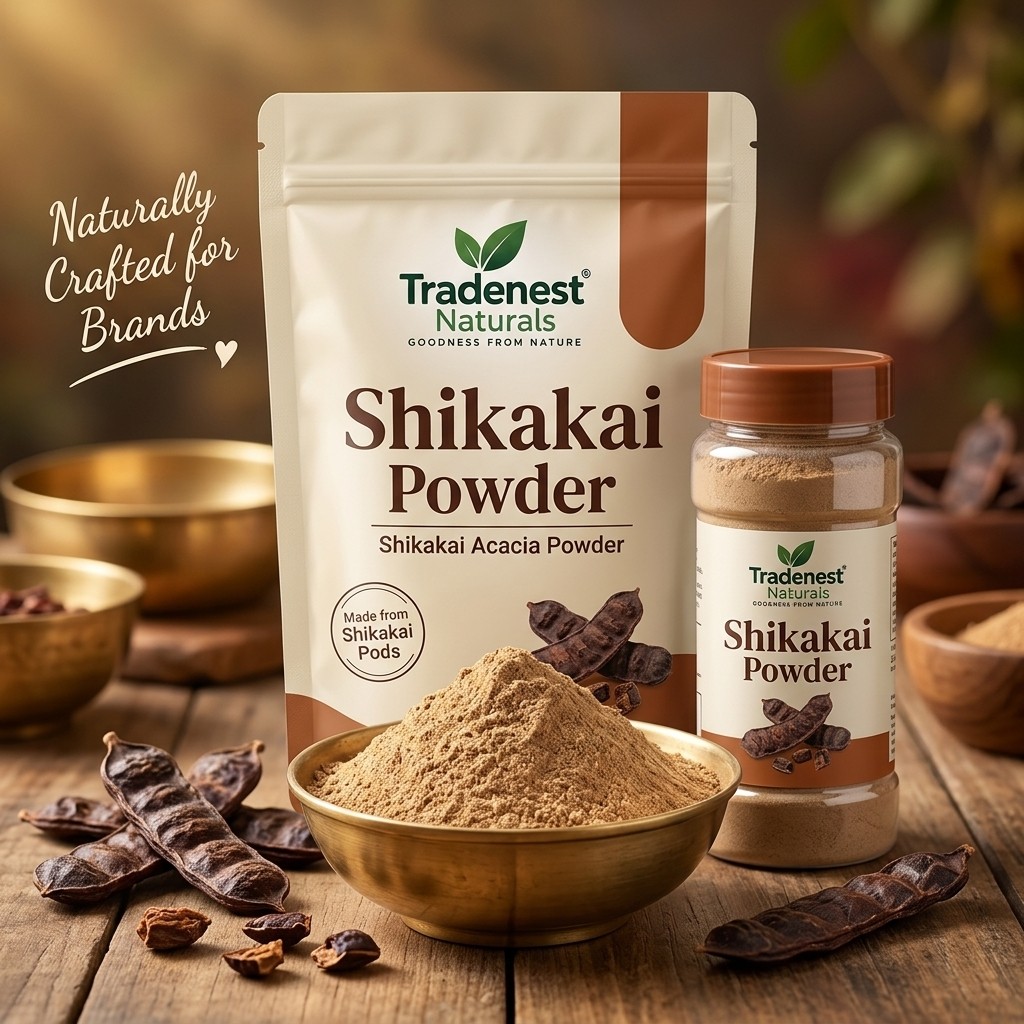 Naturally
Crafted for
Brands
Tradenest®
Naturals
GOODNESS FROM NATURE
Shikakai
Powder
Shikakai Acacia Powder
Made from
Shikakai
Pods
Tradenest
Naturals
GOODNESS FROM NATURE
Shikakai
Powder